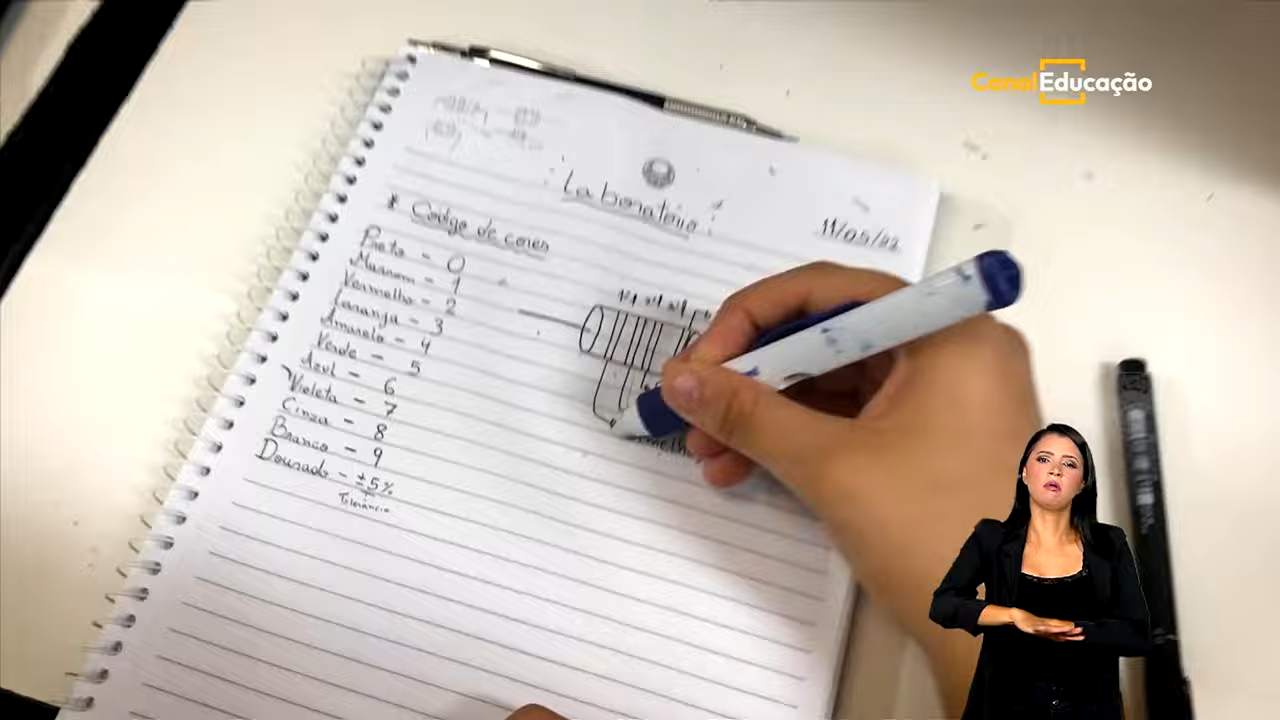 CanalEducação
Laboratório:
11/05/22
* Código de cores
Preto - 0
Marrom - 1
Vermelho - 2
Laranja - 3
Amarelo - 4
Verde - 5
Azul - 6
Violeta - 7
Cinza - 8
Branco - 9
Dourado - ±5%
Tolerância